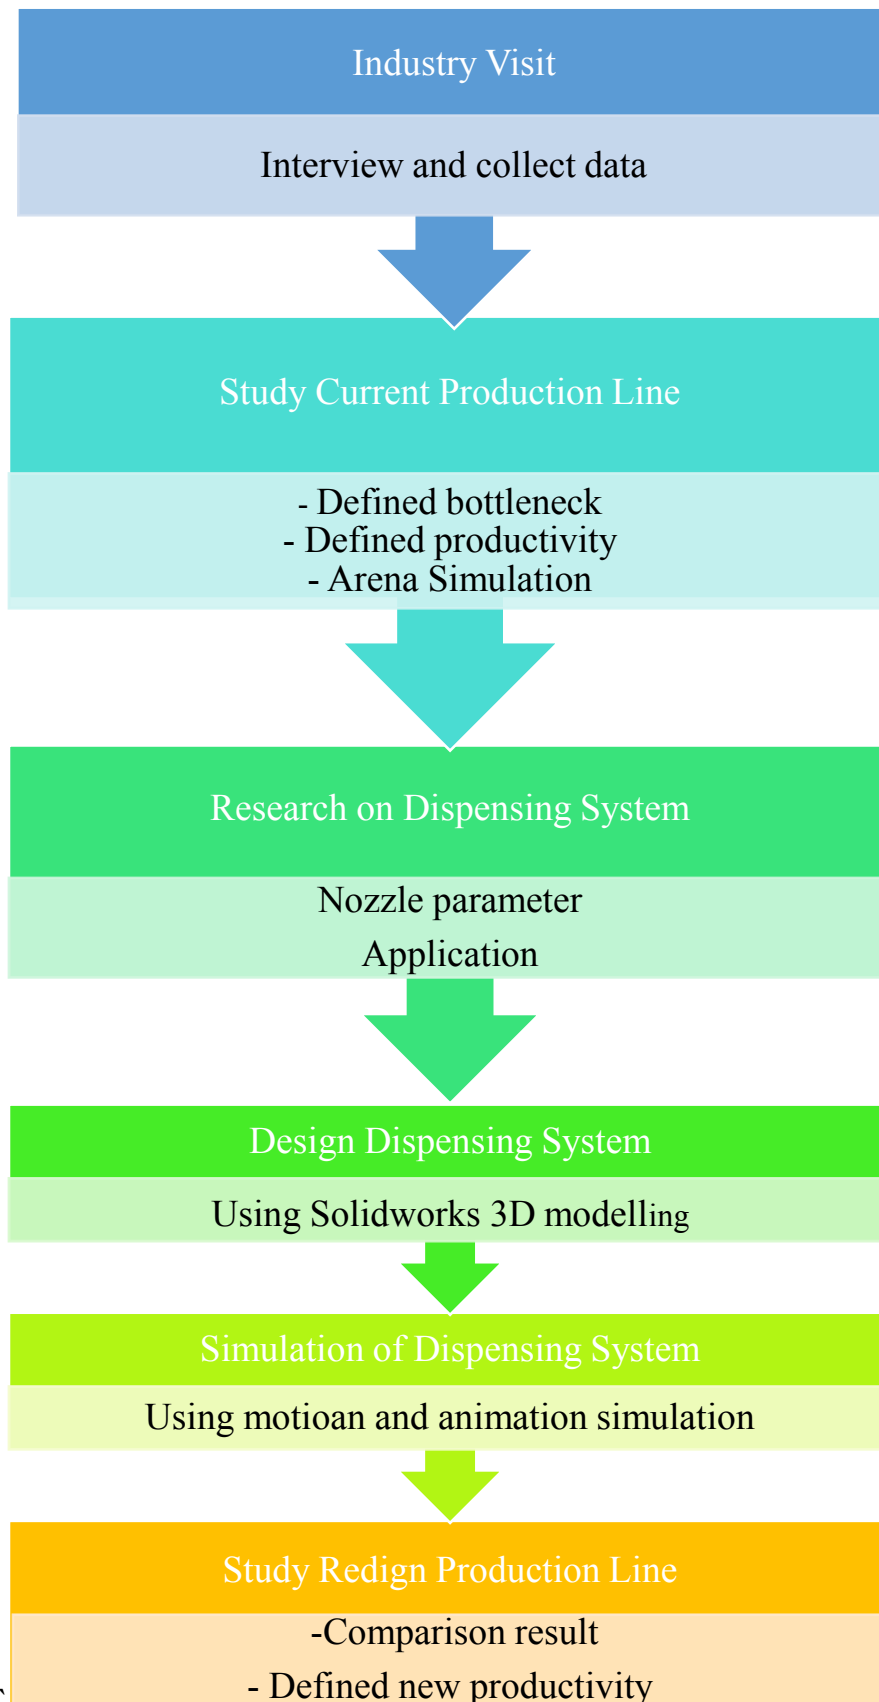 Industry Visit
Interview and collect data
Study Current Production Line
- Defined bottleneck
- Defined productivity
- Arena Simulation
Research on Dispensing System
Nozzle parameter
Application
Design Dispensing System
Using Solidworks 3D modelling
Simulation of Dispensing System
Using motioan and animation simulation
Study Redign Production Line
-Comparison result
- Defined new productivity